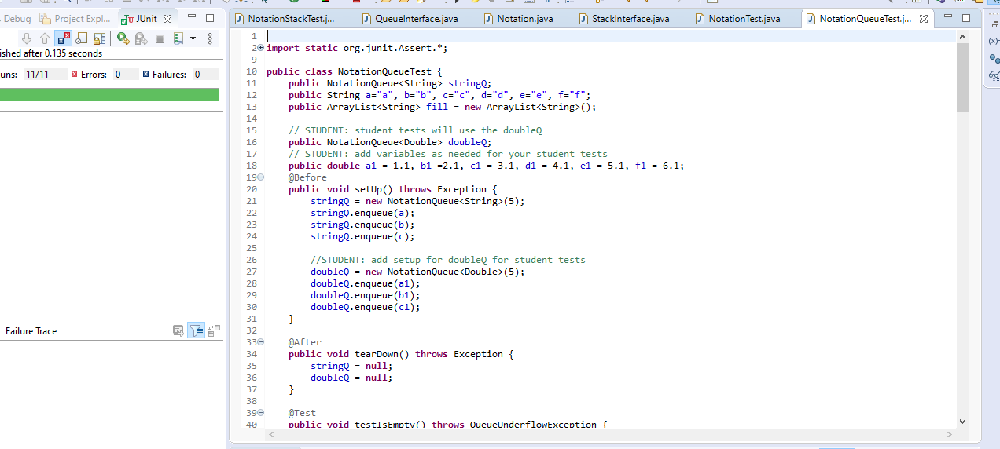 Debug Project Expl... JUnit
ished after 0.135 seconds
uns: 11/11 Errors: 0 Failures: 0
Failure Trace
NotationStackTest.j... QueueInterface.java Notation.java StackInterface.java NotationTest.java NotationQueueTest.j...
1
2 import static org.junit.Assert.*;
9
10 public class NotationQueueTest {
11 public NotationQueue<String> stringQ;
12 public String a="a", b="b", c="c", d="d", e="e", f="f";
13 public ArrayList<String> fill = new ArrayList<String>();
14
15 // STUDENT: student tests will use the doubleQ
16 public NotationQueue<Double> doubleQ;
17 // STUDENT: add variables as needed for your student tests
18 public double a1 = 1.1, b1 =2.1, c1 = 3.1, d1 = 4.1, e1 = 5.1, f1 = 6.1;
19 @Before
20 public void setUp() throws Exception {
21 stringQ = new NotationQueue<String>(5);
22 stringQ.enqueue(a);
23 stringQ.enqueue(b);
24 stringQ.enqueue(c);
25
26 //STUDENT: add setup for doubleQ for student tests
27 doubleQ = new NotationQueue<Double>(5);
28 doubleQ.enqueue(a1);
29 doubleQ.enqueue(b1);
30 doubleQ.enqueue(c1);
31 }
32
33 @After
34 public void tearDown() throws Exception {
35 stringQ = null;
36 doubleQ = null;
37 }
38
39 @Test
40 public void testIsEmpty() throws QueueUnderflowException {